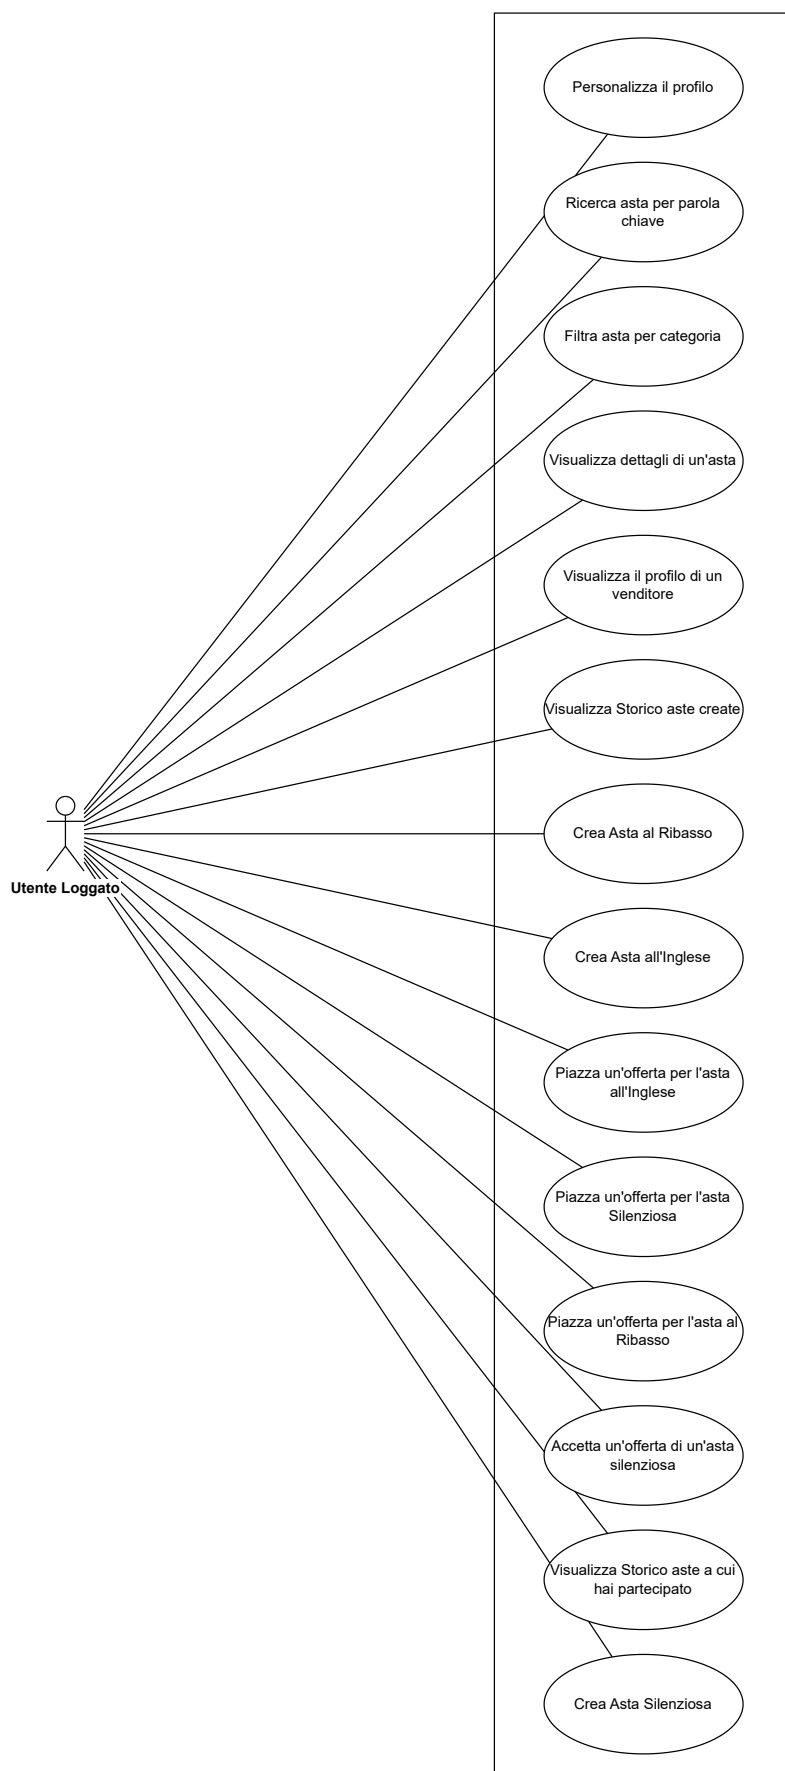 Personalizza il profilo
Ricerca asta per parola
chiave
Filtra asta per categoria
Visualizza dettagli di un'asta
Visualizza il profilo di un
venditore
Visualizza Storico aste create
Crea Asta al Ribasso
Utente Loggato
Crea Asta all'Inglese
Piazza un'offerta per l'asta
all'Inglese
Piazza un'offerta per l'asta
Silenziosa
Piazza un'offerta per l'asta al
Ribasso
Accetta un'offerta di un'asta
silenziosa
Visualizza Storico aste a cui
hai partecipato
Crea Asta Silenziosa